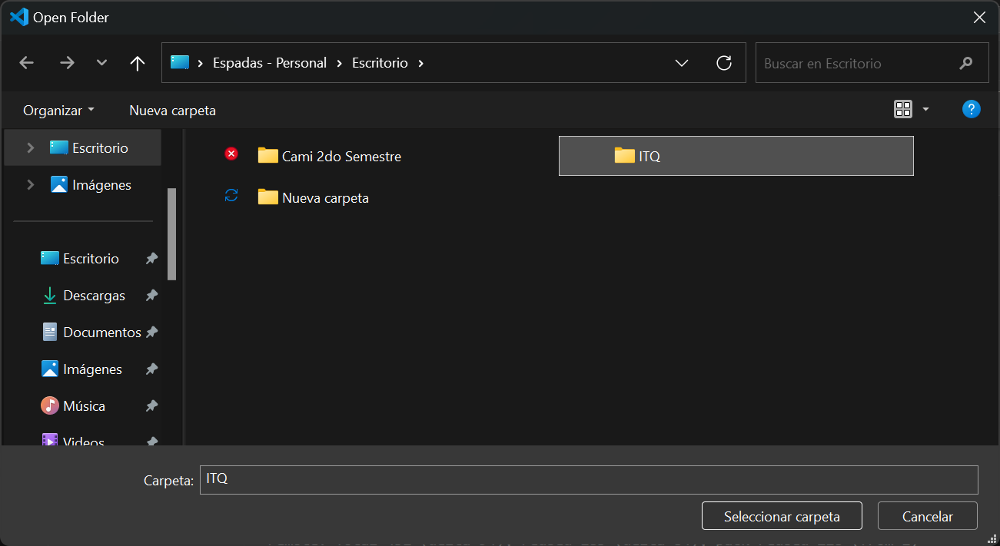 Open Folder
Espadas - Personal Escritorio
Buscar en Escritorio
Organizar
Nueva carpeta
Escritorio
Imágenes
Escritorio
Descargas
Documentos
Imágenes
Música
Videos
Cami 2do Semestre
ITQ
Nueva carpeta
Carpeta: ITQ
Seleccionar carpeta
Cancelar